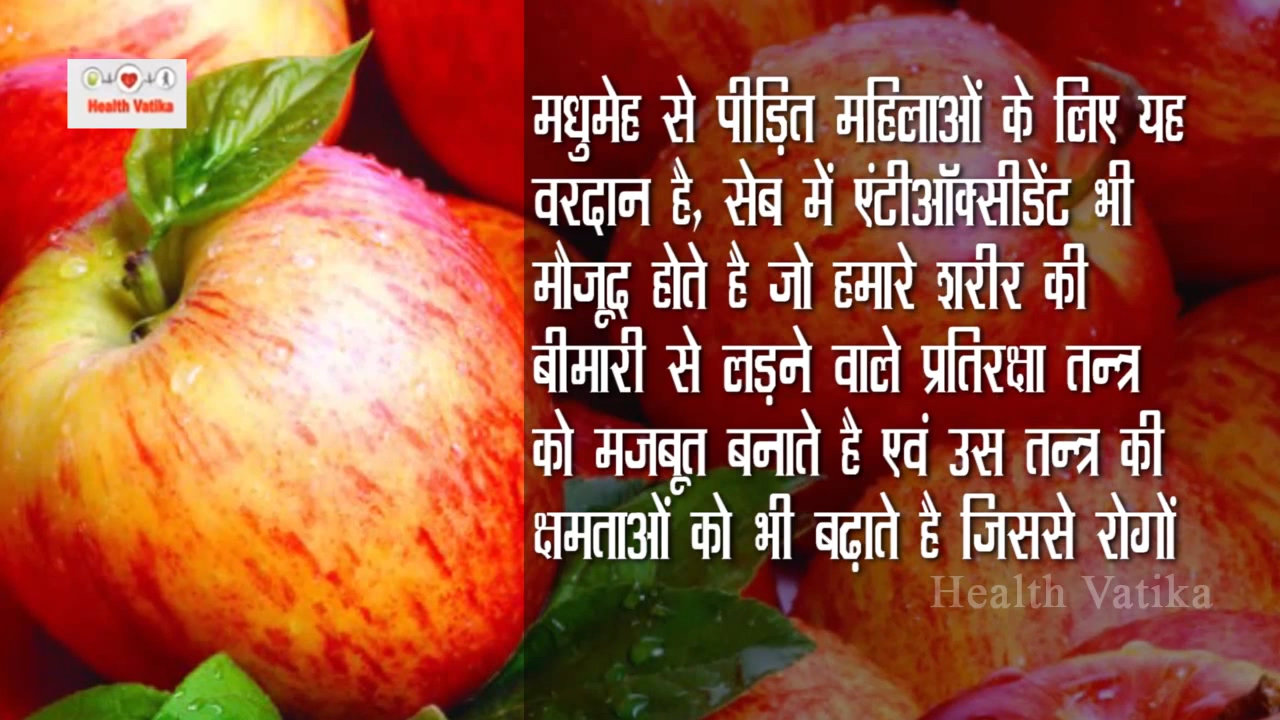 Health Vatika
मधुमेह से पीड़ित महिलाओं के लिए यह
वरदान है, सेब में एंटीऑक्सीडेंट भी
मौजूद होते है जो हमारे शरीर की
बीमारी से लड़ने वाले प्रतिरक्षा तन्त्र
को मजबूत बनाते है एवं उस तन्त्र की
क्षमताओं को भी बढ़ाते है जिससे रोगों
Health Vatika